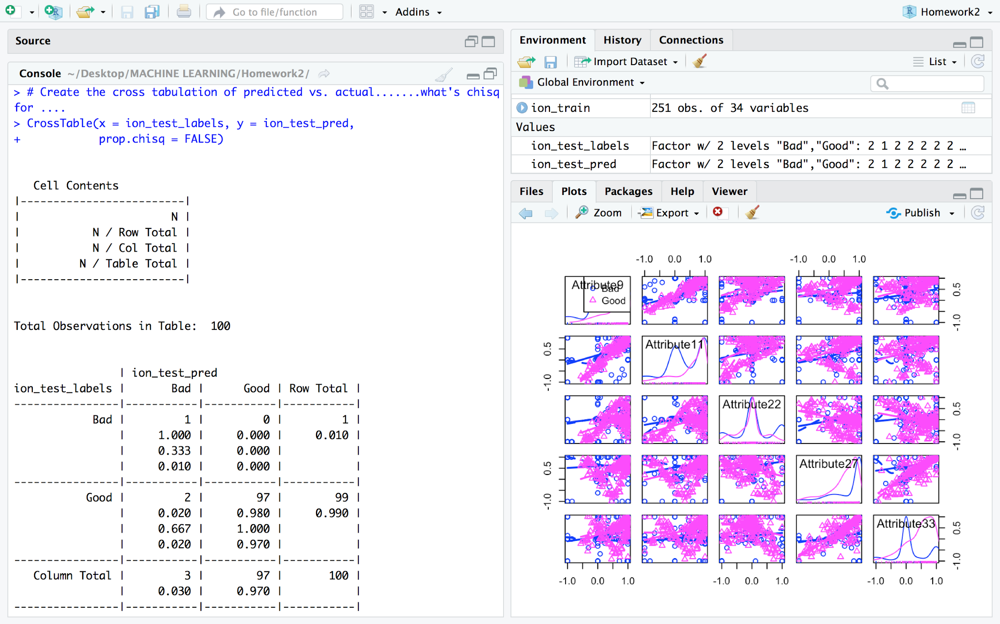 Go to file/function
Addins
Homework2
Source
Console ~/Desktop/MACHINE LEARNING/Homework2/
> # Create the cross tabulation of predicted vs. actual.......what's chisq
for ....
> CrossTable(x = ion_test_labels, y = ion_test_pred,
+            prop.chisq = FALSE)
   Cell Contents
|-------------------------|
|                       N |
|           N / Row Total |
|           N / Col Total |
|         N / Table Total |
|-------------------------|
Total Observations in Table:  100
                | ion_test_pred
ion_test_labels |       Bad |      Good | Row Total |
----------------|-----------|-----------|-----------|
            Bad |         1 |         0 |         1 |
                |     1.000 |     0.000 |     0.010 |
                |     0.333 |     0.000 |           |
                |     0.010 |     0.000 |           |
----------------|-----------|-----------|-----------|
           Good |         2 |        97 |        99 |
                |     0.020 |     0.980 |     0.990 |
                |     0.667 |     1.000 |           |
                |     0.020 |     0.970 |           |
----------------|-----------|-----------|-----------|
   Column Total |         3 |        97 |       100 |
                |     0.030 |     0.970 |           |
----------------|-----------|-----------|-----------|
Environment History Connections
Import Dataset List
Global Environment
ion_train 251 obs. of 34 variables
Values
ion_test_labels Factor w/ 2 levels "Bad","Good": 2 1 2 2 2 2 2 …
ion_test_pred Factor w/ 2 levels "Bad","Good": 2 1 2 2 2 2 2 …
Files Plots Packages Help Viewer
Zoom Export Publish
-1.0 0.0 1.0 -1.0 0.0 1.0
Attribute9
Bad
Good
0.5
-1.0
Attribute11
0.5
-1.0
Attribute22
0.5
-1.0
Attribute27
0.5
-1.0
Attribute33
0.5
-1.0
-1.0 0.0 1.0 -1.0 0.0 1.0 -1.0 0.0 1.0